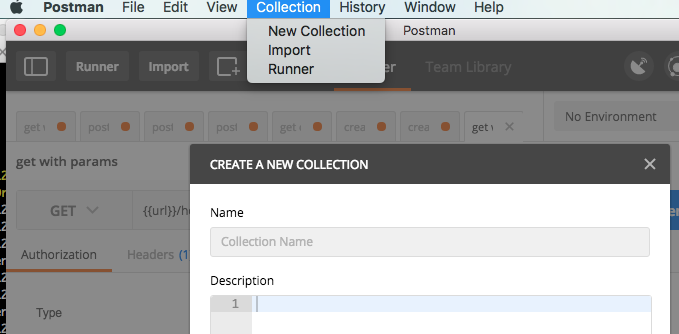 Postman File Edit View Collection History Window Help
New Collection
Import
Runner
Postman
Runner Import
Team Library
get post post post get crea crea get w
No Environment
get with params
CREATE A NEW COLLECTION
GET {{url}}/h
Name
Collection Name
Authorization Headers (1
Description
1
Type